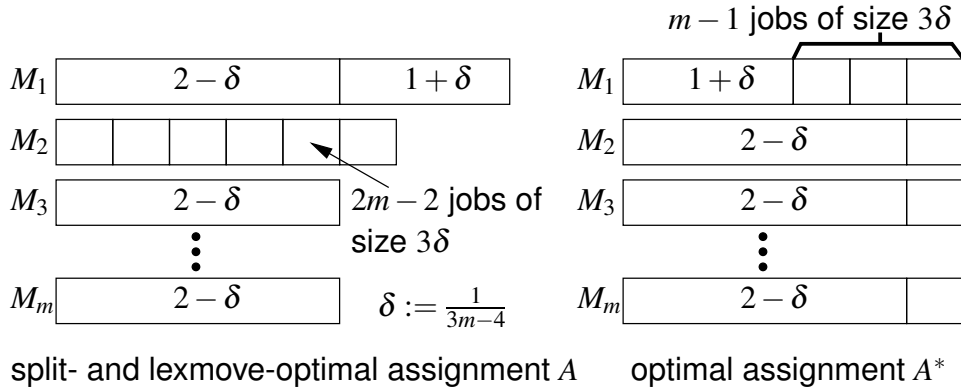 m − 1 jobs of size 3δ
M₁ 2 − δ 1 + δ
M₂
M₃ 2 − δ
2m − 2 jobs of
size 3δ
Mₘ 2 − δ
δ := 1/(3m−4)
split- and lexmove-optimal assignment A
M₁ 1 + δ
M₂ 2 − δ
M₃ 2 − δ
Mₘ 2 − δ
optimal assignment A*